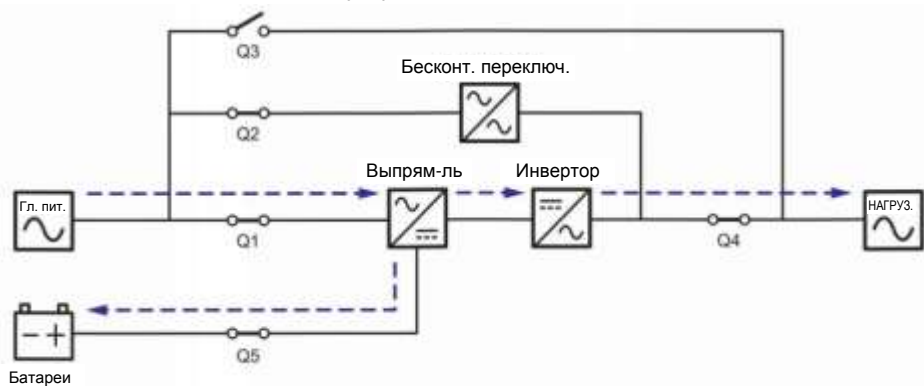 Q3
Бесконт. переключ.
Q2
Выпрям-ль
Инвертор
Гл. пит.
НАГРУЗ.
Q1
Q4
Q5
Батареи